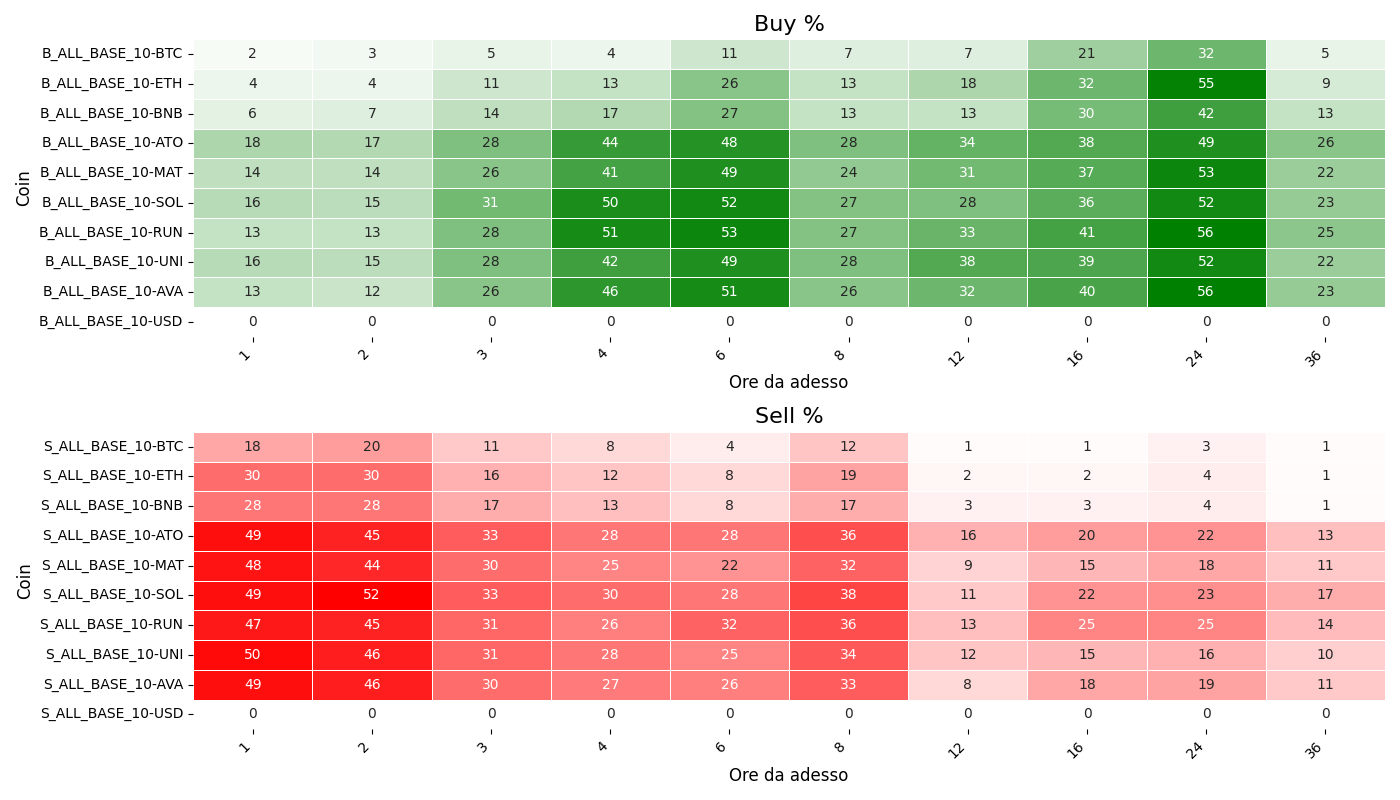 Buy %
Coin
B_ALL_BASE_10-BTC 2 3 5 4 11 7 7 21 32 5
B_ALL_BASE_10-ETH 4 4 11 13 26 13 18 32 55 9
B_ALL_BASE_10-BNB 6 7 14 17 27 13 13 30 42 13
B_ALL_BASE_10-ATO 18 17 28 44 48 28 34 38 49 26
B_ALL_BASE_10-MAT 14 14 26 41 49 24 31 37 53 22
B_ALL_BASE_10-SOL 16 15 31 50 52 27 28 36 52 23
B_ALL_BASE_10-RUN 13 13 28 51 53 27 33 41 56 25
B_ALL_BASE_10-UNI 16 15 28 42 49 28 38 39 52 22
B_ALL_BASE_10-AVA 13 12 26 46 51 26 32 40 56 23
B_ALL_BASE_10-USD 0 0 0 0 0 0 0 0 0 0
1 2 3 4 6 8 12 16 24 36
Ore da adesso
Sell %
Coin
S_ALL_BASE_10-BTC 18 20 11 8 4 12 1 1 3 1
S_ALL_BASE_10-ETH 30 30 16 12 8 19 2 2 4 1
S_ALL_BASE_10-BNB 28 28 17 13 8 17 3 3 4 1
S_ALL_BASE_10-ATO 49 45 33 28 28 36 16 20 22 13
S_ALL_BASE_10-MAT 48 44 30 25 22 32 9 15 18 11
S_ALL_BASE_10-SOL 49 52 33 30 28 38 11 22 23 17
S_ALL_BASE_10-RUN 47 45 31 26 32 36 13 25 25 14
S_ALL_BASE_10-UNI 50 46 31 28 25 34 12 15 16 10
S_ALL_BASE_10-AVA 49 46 30 27 26 33 8 18 19 11
S_ALL_BASE_10-USD 0 0 0 0 0 0 0 0 0 0
1 2 3 4 6 8 12 16 24 36
Ore da adesso